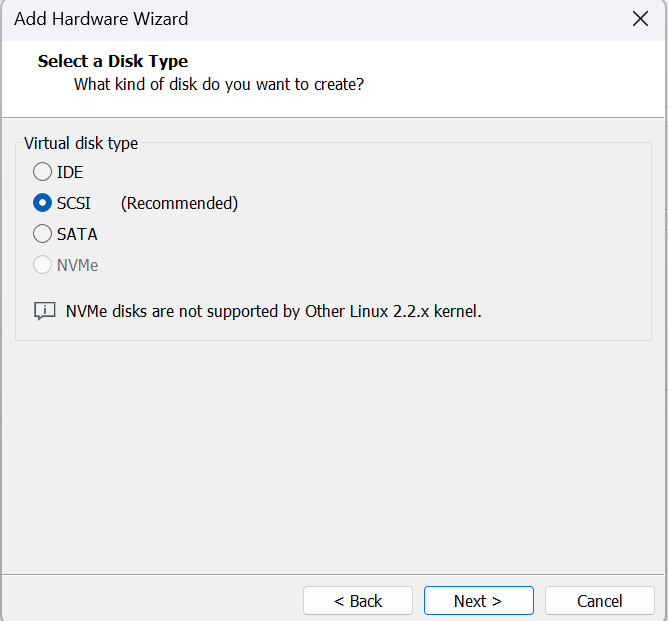 Add Hardware Wizard
Select a Disk Type
What kind of disk do you want to create?
Virtual disk type
IDE
SCSI (Recommended)
SATA
NVMe
NVMe disks are not supported by Other Linux 2.2.x kernel.
< Back Next > Cancel